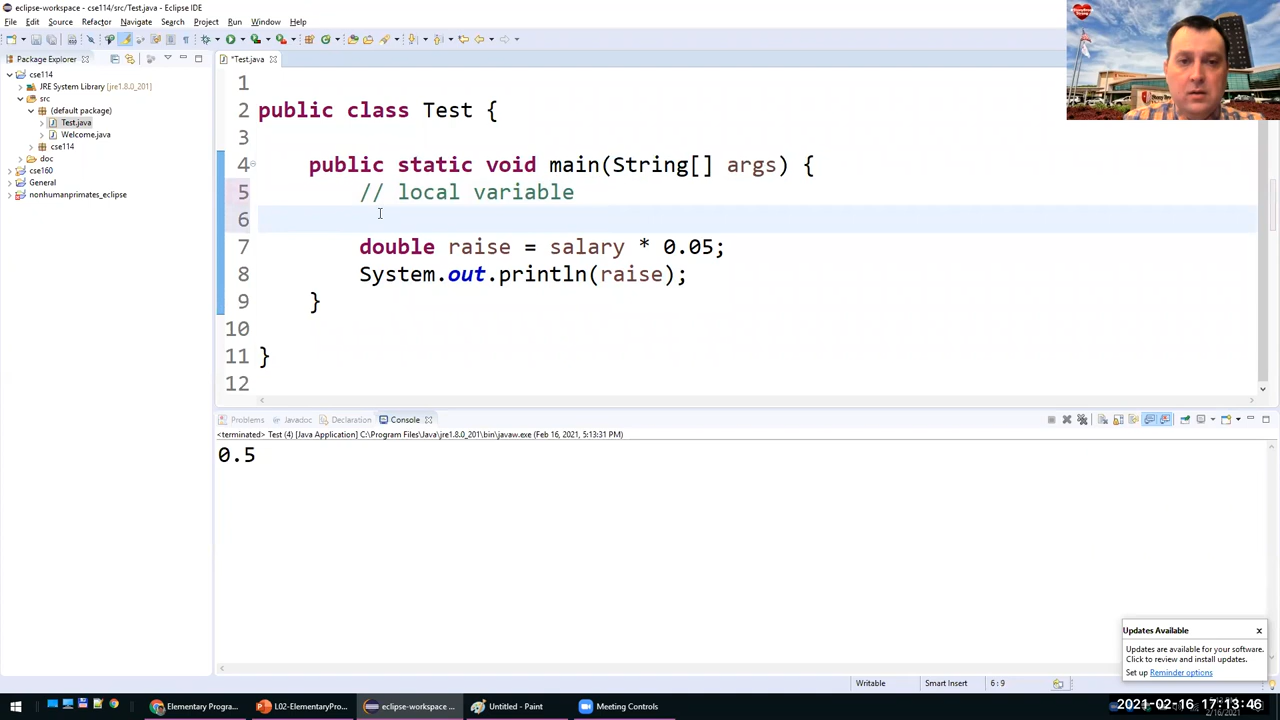 eclipse-workspace - cse114/src/Test.java - Eclipse IDE
File Edit Source Refactor Navigate Search Project Run Window Help
Package Explorer
*Test.java
cse114
JRE System Library [jre1.8.0_201]
src
(default package)
Test.java
Welcome.java
cse114
doc
cse160
General
nonhumanprimates_eclipse
1
2 public class Test {
3
4 public static void main(String[] args) {
5 // local variable
6
7 double raise = salary * 0.05;
8 System.out.println(raise);
9 }
10
11 }
12
Problems Javadoc Declaration Console
<terminated> Test (4) [Java Application] C:\Program Files\Java\jre1.8.0_201\bin\javaw.exe (Feb 16, 2021, 5:13:31 PM)
0.5
Updates Available
Updates are available for your software.
Click to review and install updates.
Set up Reminder options
Writable Smart Insert 6 : 9
Elementary Progra... L02-ElementaryPro... eclipse-workspace ... Untitled - Paint Meeting Controls
2021-02-16 17:13:46
2/16/2021